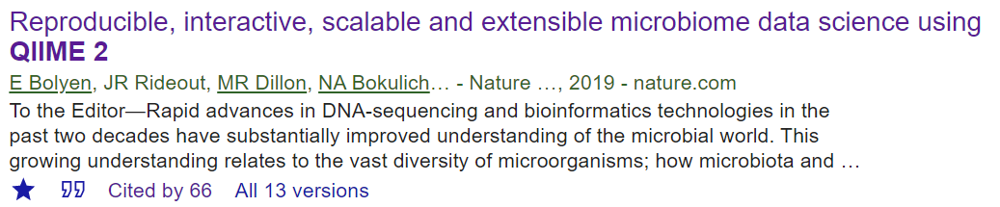 Reproducible, interactive, scalable and extensible microbiome data science using
QIIME 2
E Bolyen, JR Rideout, MR Dillon, NA Bokulich… - Nature …, 2019 - nature.com
To the Editor—Rapid advances in DNA-sequencing and bioinformatics technologies in the
past two decades have substantially improved understanding of the microbial world. This
growing understanding relates to the vast diversity of microorganisms; how microbiota and …
Cited by 66 All 13 versions